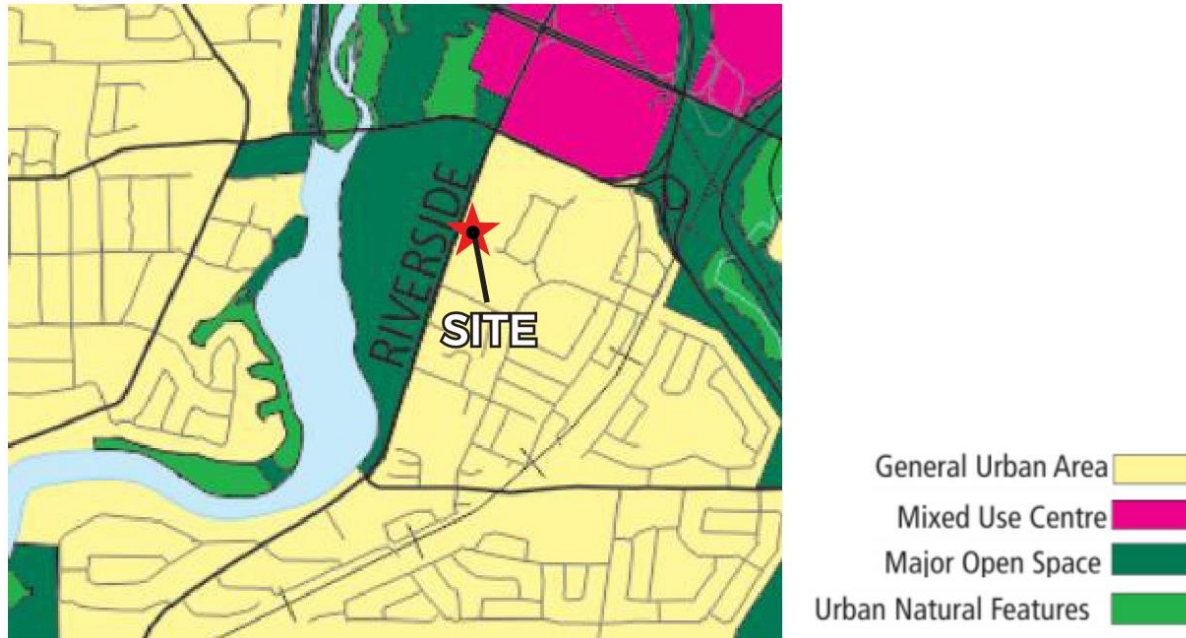 RIVERSIDE
SITE
General Urban Area
Mixed Use Centre
Major Open Space
Urban Natural Features